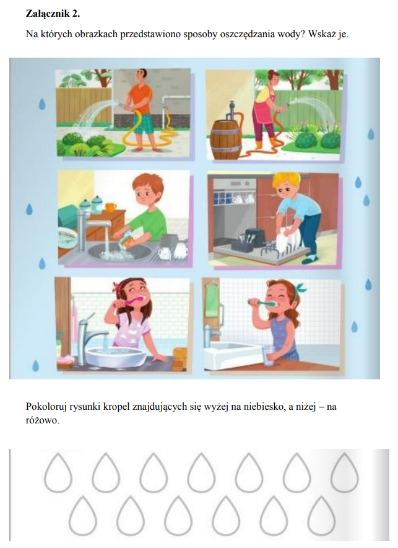 Załącznik 2.
Na których obrazkach przedstawiono sposoby oszczędzania wody? Wskaż je.
Pokoloruj rysunki kropel znajdujących się wyżej na niebiesko, a niżej – na
różowo.